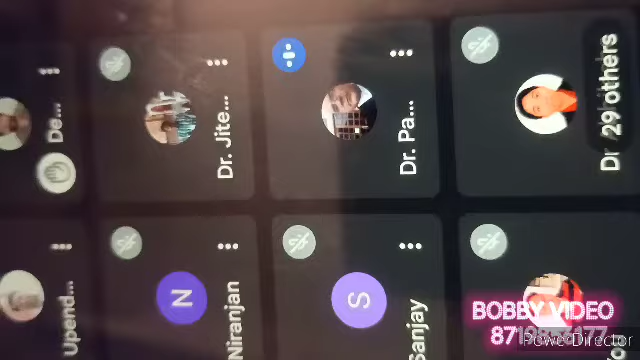 De...
Dr. Jite...
Dr. Pa...
Dr
29 others
Upend...
N
Niranjan
S
Sanjay
BOBBY VIDEO
PowerDirector